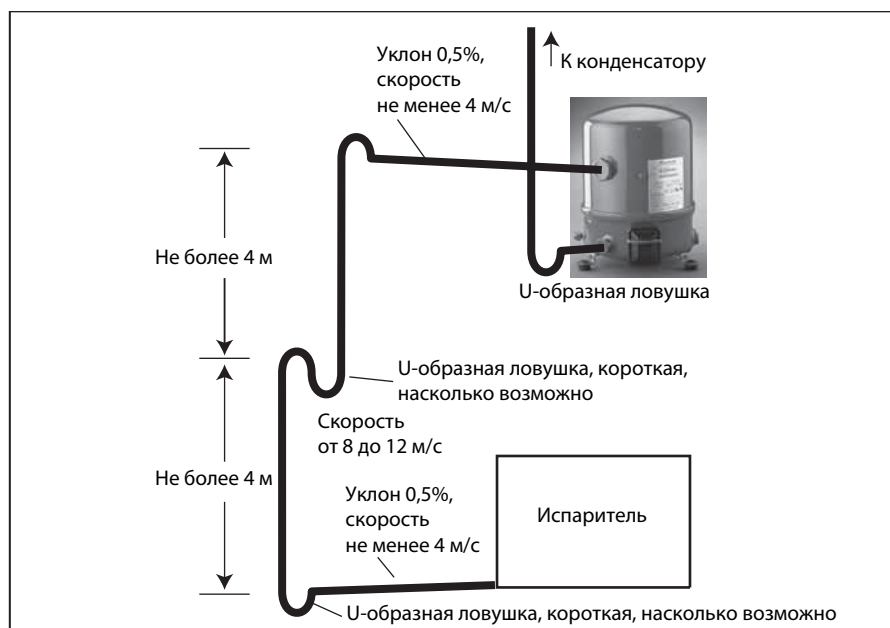 Уклон 0,5%,
скорость
не менее 4 м/с
К конденсатору
Не более 4 м
U-образная ловушка
U-образная ловушка, короткая,
насколько возможно
Скорость
от 8 до 12 м/с
Не более 4 м
Уклон 0,5%,
скорость
не менее 4 м/с
Испаритель
U-образная ловушка, короткая, насколько возможно